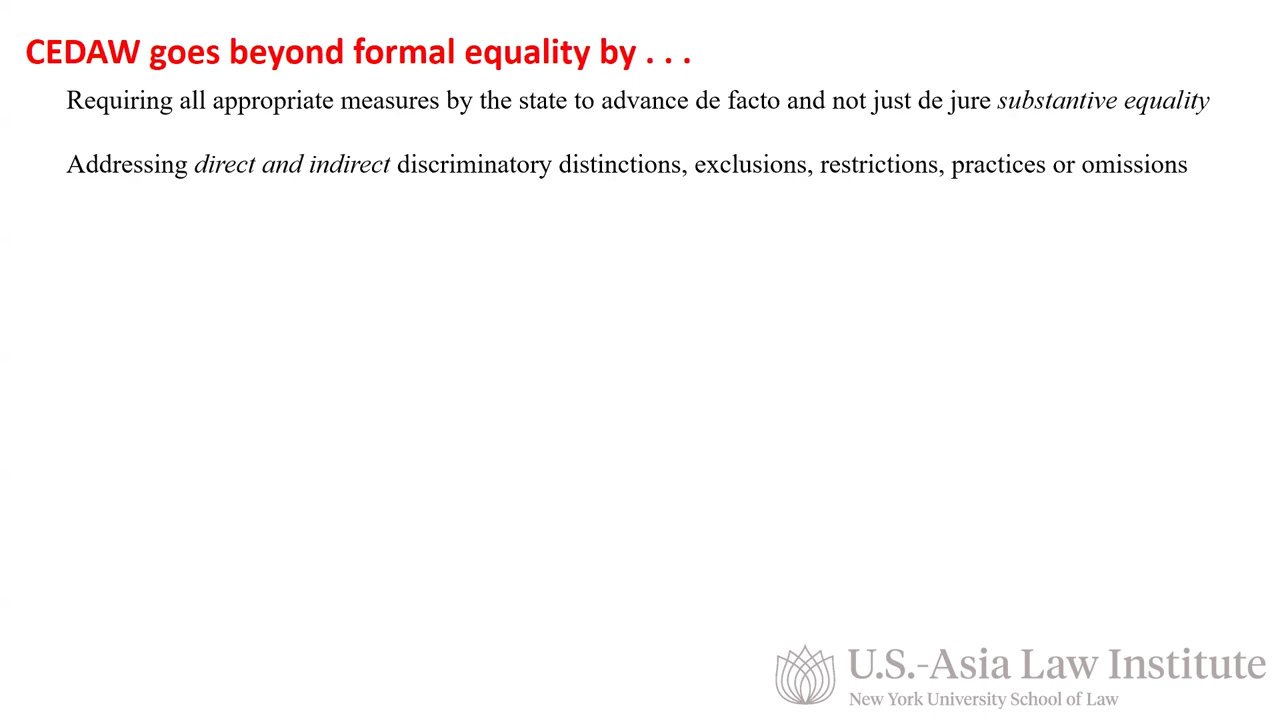 CEDAW goes beyond formal equality by . . .
Requiring all appropriate measures by the state to advance de facto and not just de jure substantive equality
Addressing direct and indirect discriminatory distinctions, exclusions, restrictions, practices or omissions
U.S.-Asia Law Institute
New York University School of Law